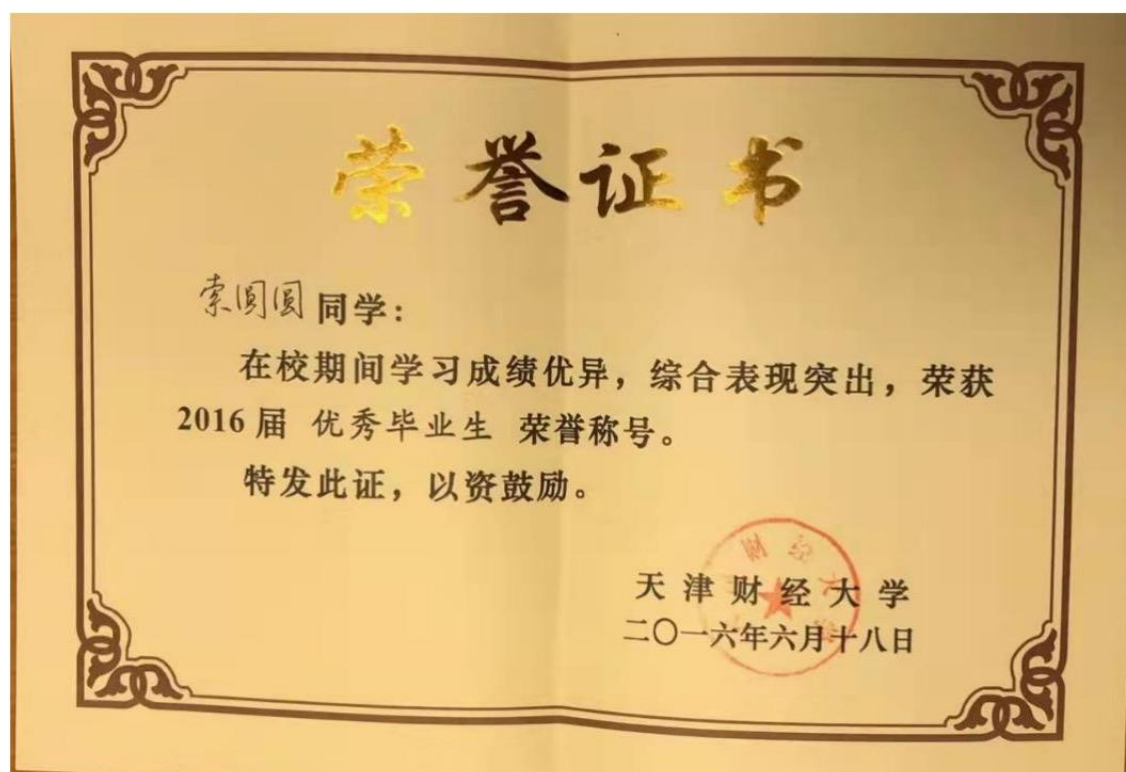 荣誉证书
索圆圆同学：
在校期间学习成绩优异，综合表现突出，荣获
2016届 优秀毕业生 荣誉称号。
特发此证，以资鼓励。
天津财经大学
二〇一六年六月十八日